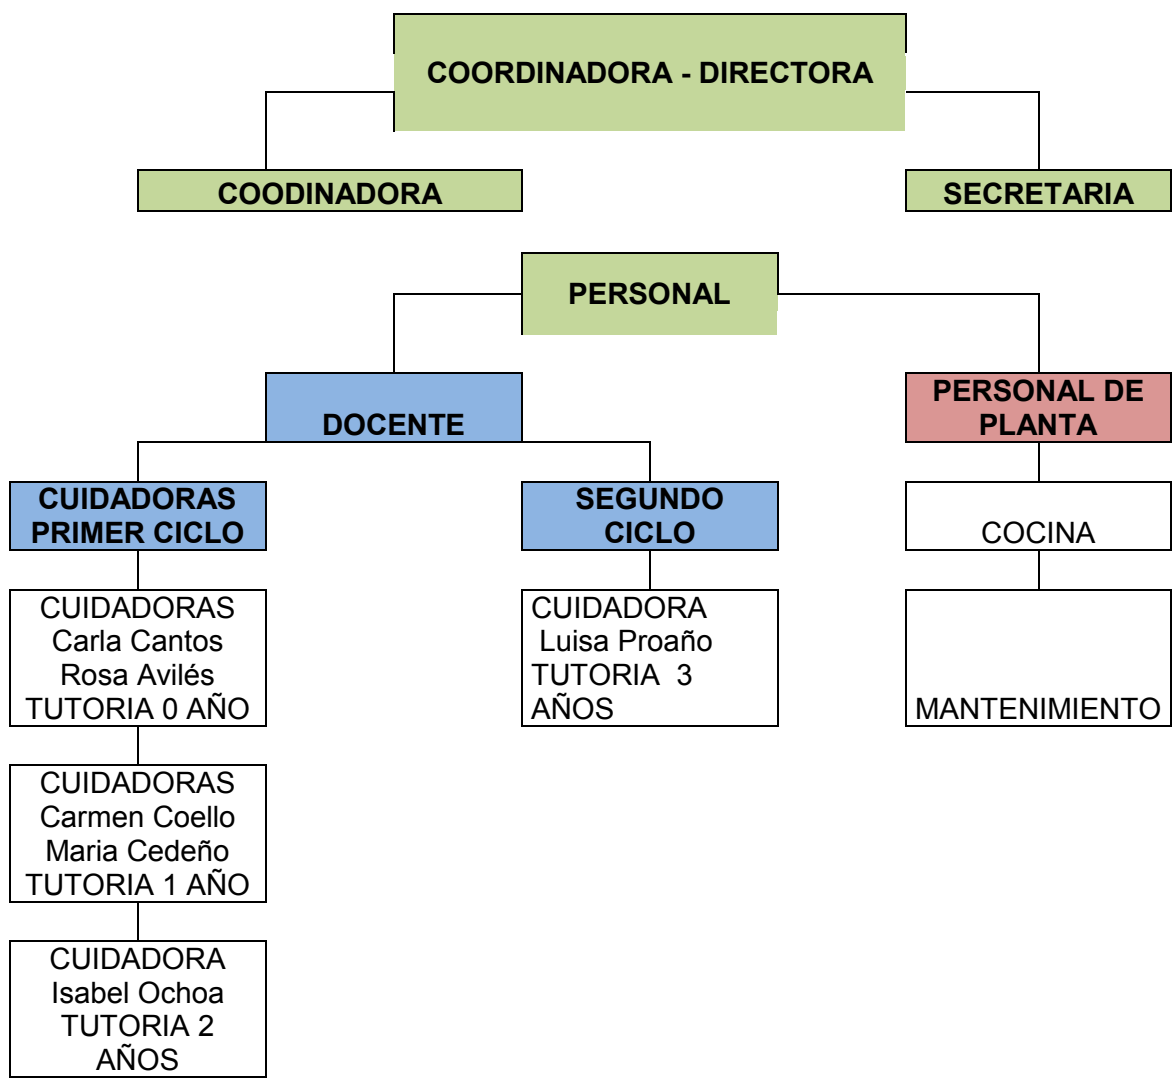 COORDINADORA - DIRECTORA
COODINADORA
SECRETARIA
PERSONAL
DOCENTE
PERSONAL DE
PLANTA
CUIDADORAS
PRIMER CICLO
SEGUNDO
CICLO
COCINA
CUIDADORAS
Carla Cantos
Rosa Avilés
TUTORIA 0 AÑO
CUIDADORA
Luisa Proaño
TUTORIA 3
AÑOS
MANTENIMIENTO
CUIDADORAS
Carmen Coello
Maria Cedeño
TUTORIA 1 AÑO
CUIDADORA
Isabel Ochoa
TUTORIA 2
AÑOS